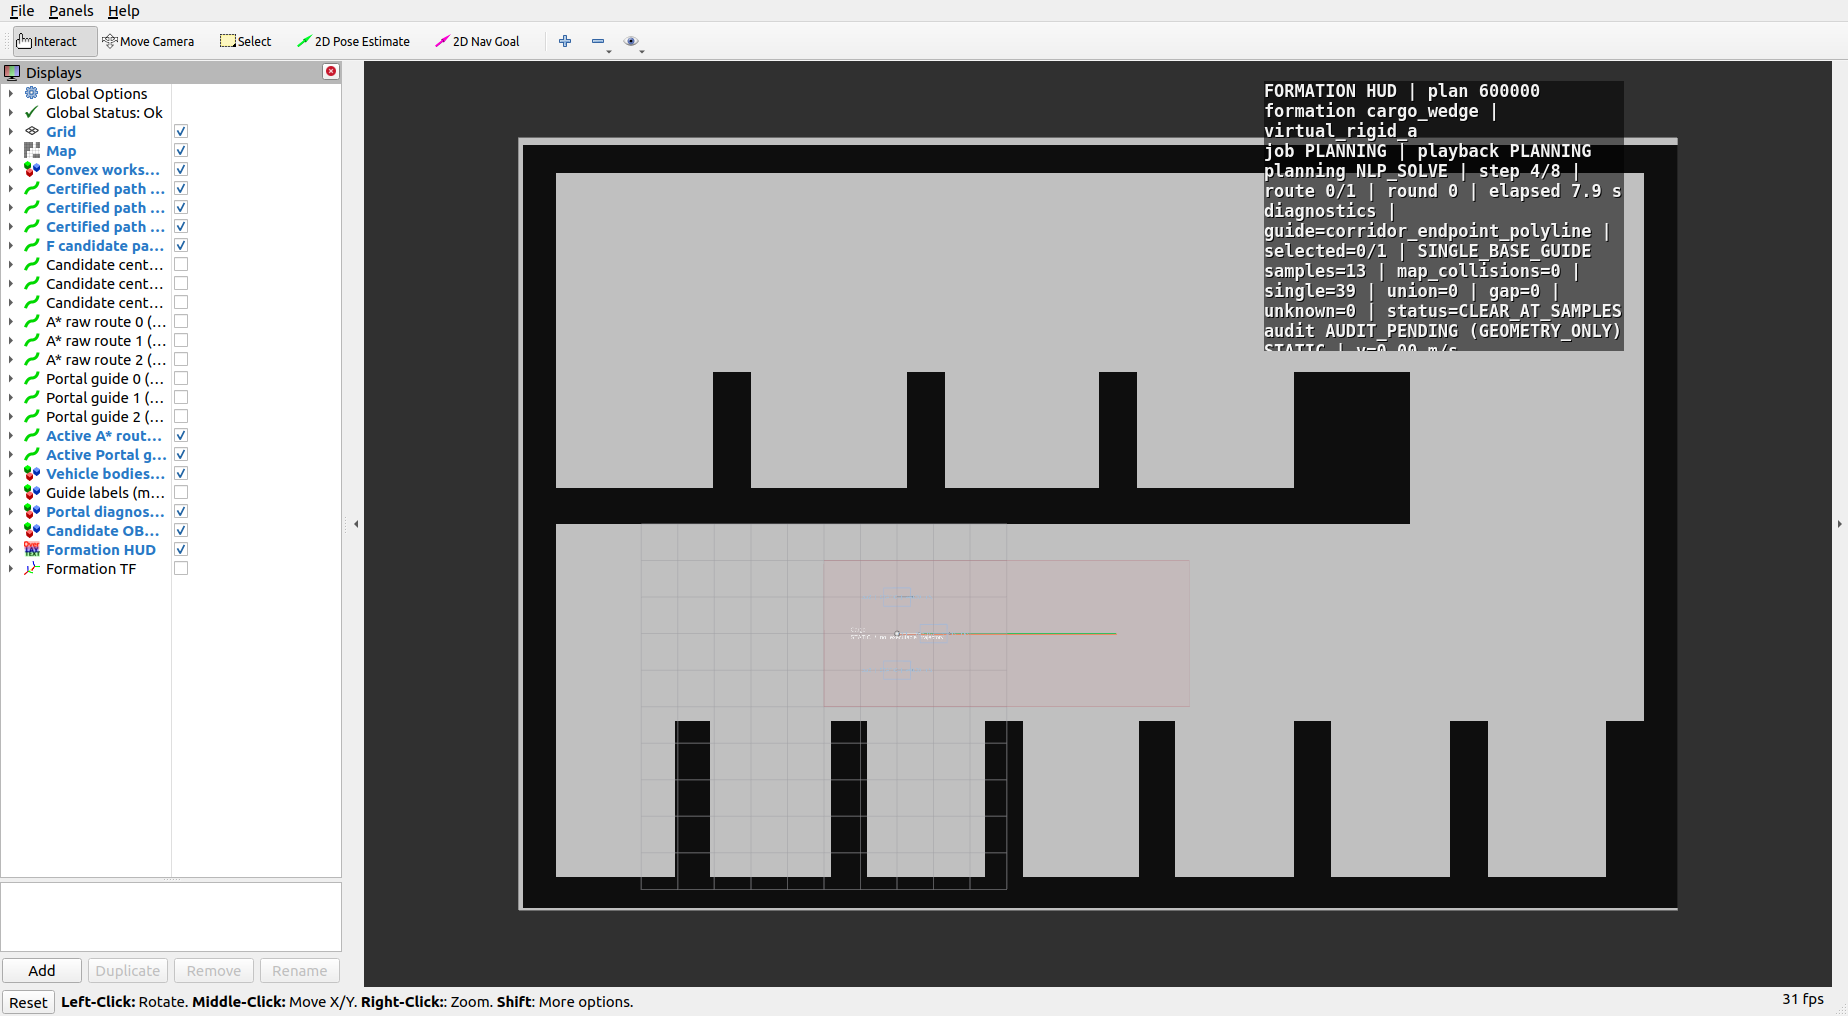 File Panels Help
Interact Move Camera Select 2D Pose Estimate 2D Nav Goal
Displays
Global Options
Global Status: Ok
Grid
Map
Convex works...
Certified path ...
Certified path ...
Certified path ...
F candidate pa...
Candidate cent...
Candidate cent...
Candidate cent...
A* raw route 0 (...
A* raw route 1 (...
A* raw route 2 (...
Portal guide 0 (...
Portal guide 1 (...
Portal guide 2 (...
Active A* rout...
Active Portal g...
Vehicle bodies...
Guide labels (m...
Portal diagnos...
Candidate OB...
Formation HUD
Formation TF
FORMATION HUD | plan 600000
formation cargo_wedge |
virtual_rigid_a
job PLANNING | playback PLANNING
planning NLP_SOLVE | step 4/8 |
route 0/1 | round 0 | elapsed 7.9 s
diagnostics |
guide=corridor_endpoint_polyline |
selected=0/1 | SINGLE_BASE_GUIDE
samples=13 | map_collisions=0 |
single=39 | union=0 | gap=0 |
unknown=0 | status=CLEAR_AT_SAMPLES
audit AUDIT_PENDING (GEOMETRY_ONLY)
STATIC | v=0.00 m/s
Add Duplicate Remove Rename
Reset Left-Click: Rotate. Middle-Click: Move X/Y. Right-Click:: Zoom. Shift: More options.
31 fps